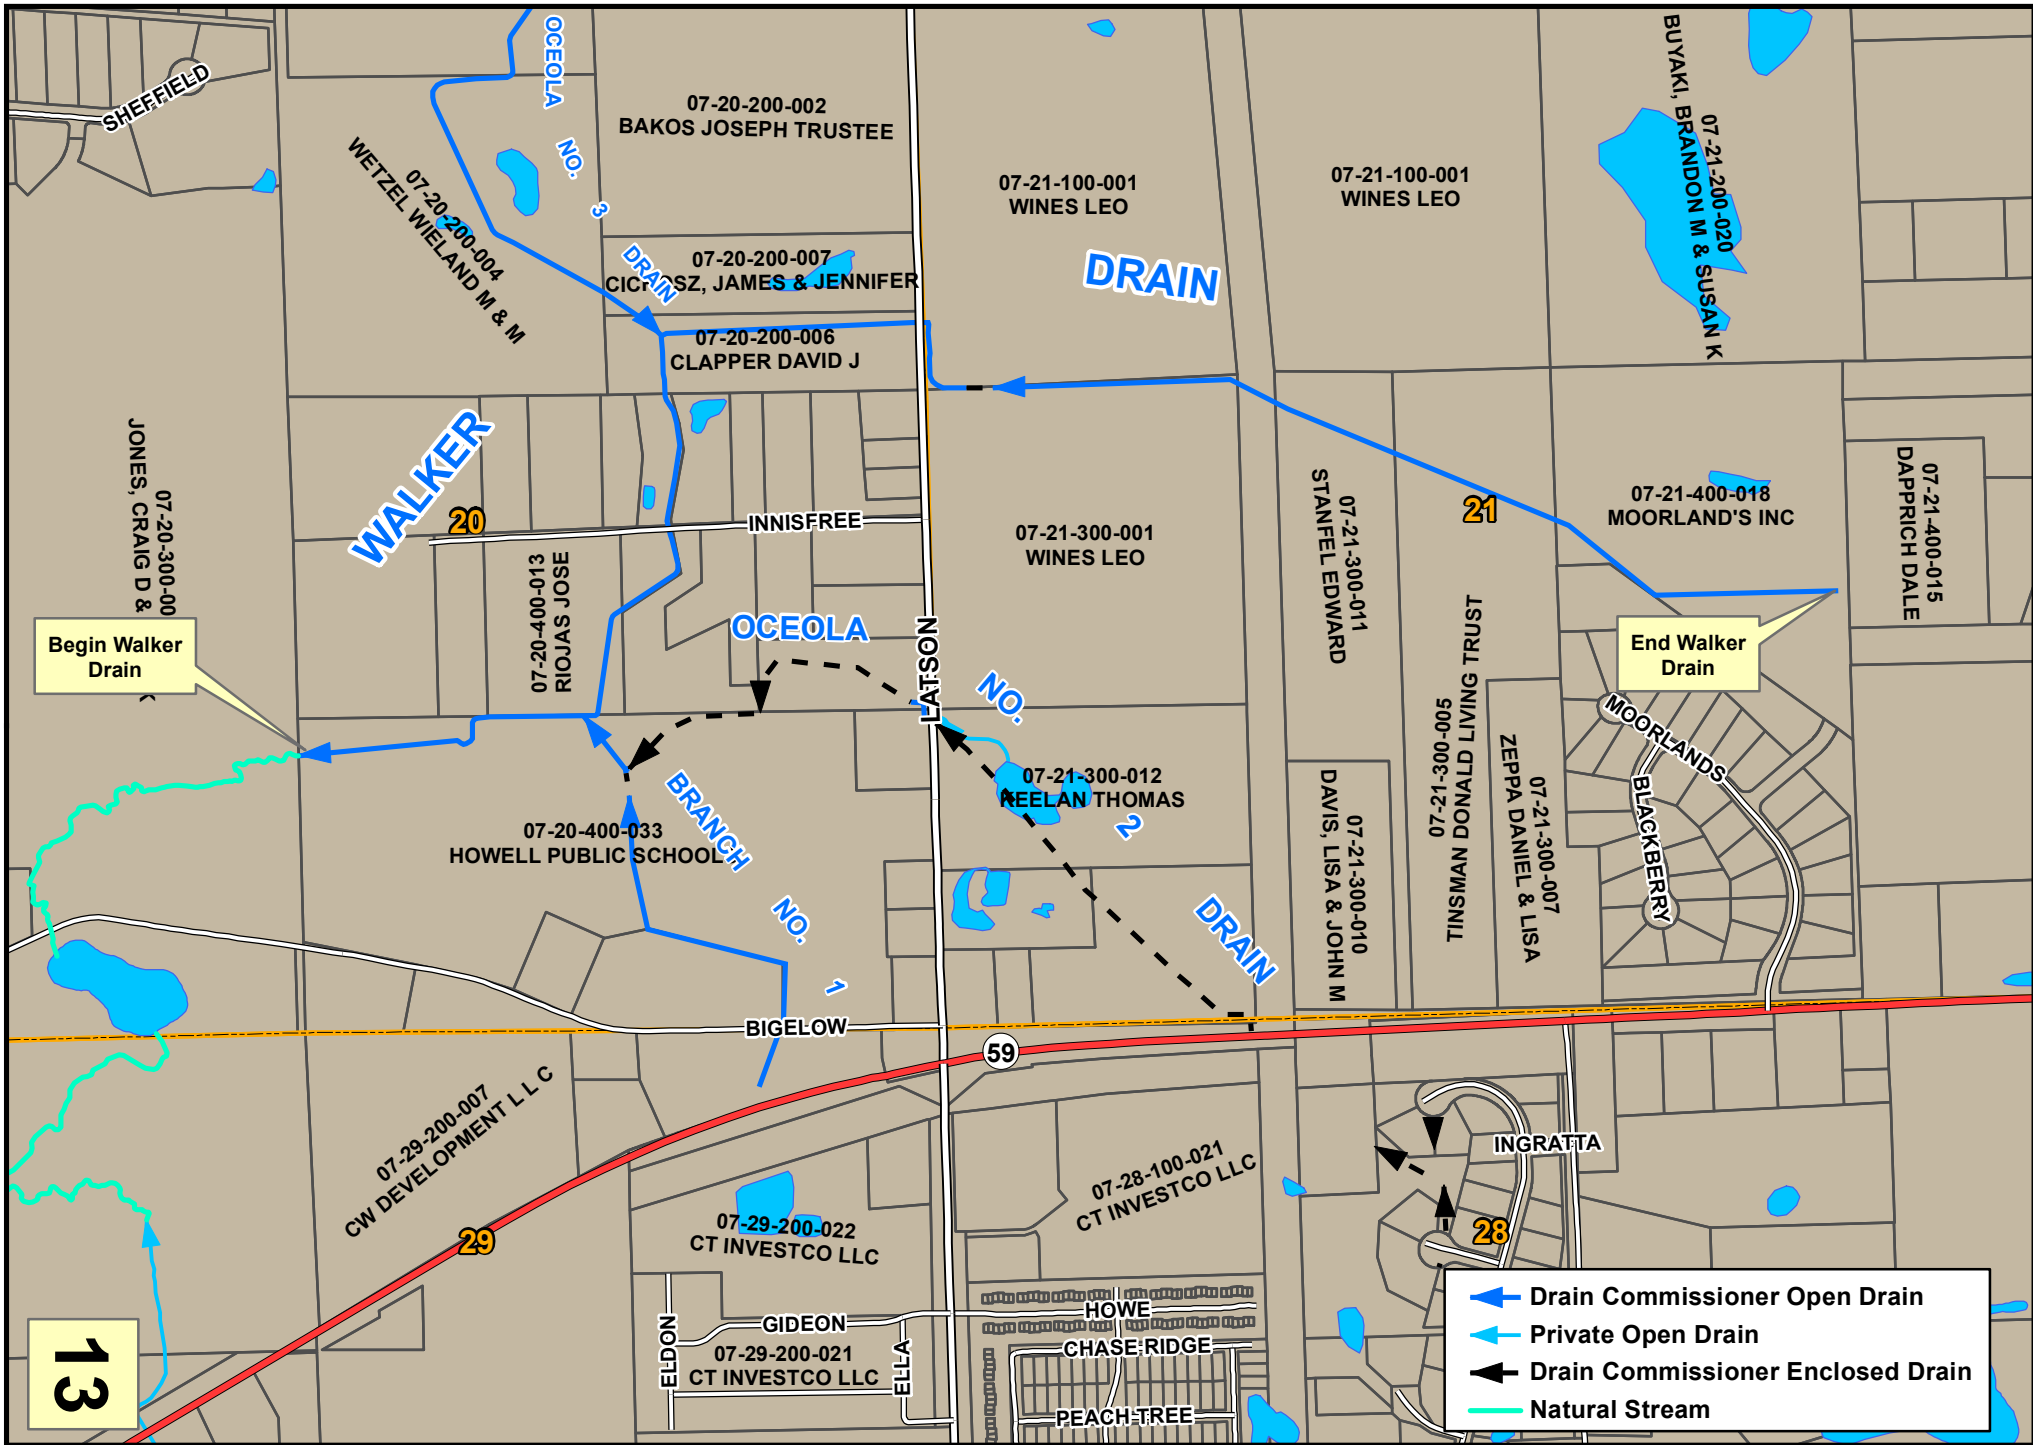 SHEFFIELD
OCEOLA
NO.
3
DRAIN
07-20-200-002
BAKOS JOSEPH TRUSTEE
07-20-200-004
WETZEL WIELAND M & M
07-20-200-007
JAMES & JENNIFER
07-20-200-006
CLAPPER DAVID J
07-21-100-001
WINES LEO
DRAIN
07-21-100-001
WINES LEO
07-21-200-020
BUYAKI, BRANDON M & SUSAN K
WALKER
20
INNISFREE
07-20-300-00
JONES, CRAIG D &
K
Begin Walker
Drain
07-20-400-013
RIOJAS JOSE
OCEOLA
NO.
2
DRAIN
LATSON
07-21-300-001
WINES LEO
07-21-300-011
STANFEL EDWARD
21
07-21-400-018
MOORLAND'S INC
07-21-400-015
DAPPRICH DALE
End Walker
Drain
07-21-300-005
TINSMAN DONALD LIVING TRUST
07-21-300-007
ZEPPA DANIEL & LISA
07-21-300-010
DAVIS, LISA & JOHN M
07-21-300-012
KEELAN THOMAS
MOORLANDS
BLACKBERRY
BRANCH
NO.
1
07-20-400-033
HOWELL PUBLIC SCHOOL
BIGELOW
59
07-29-200-007
CW DEVELOPMENT L L C
29
07-29-200-022
CT INVESTCO LLC
07-28-100-021
CT INVESTCO LLC
INGRATTA
28
ELDON
GIDEON
ELLA
07-29-200-021
CT INVESTCO LLC
HOWE
CHASE RIDGE
PEACH TREE
13
Drain Commissioner Open Drain
Private Open Drain
Drain Commissioner Enclosed Drain
Natural Stream